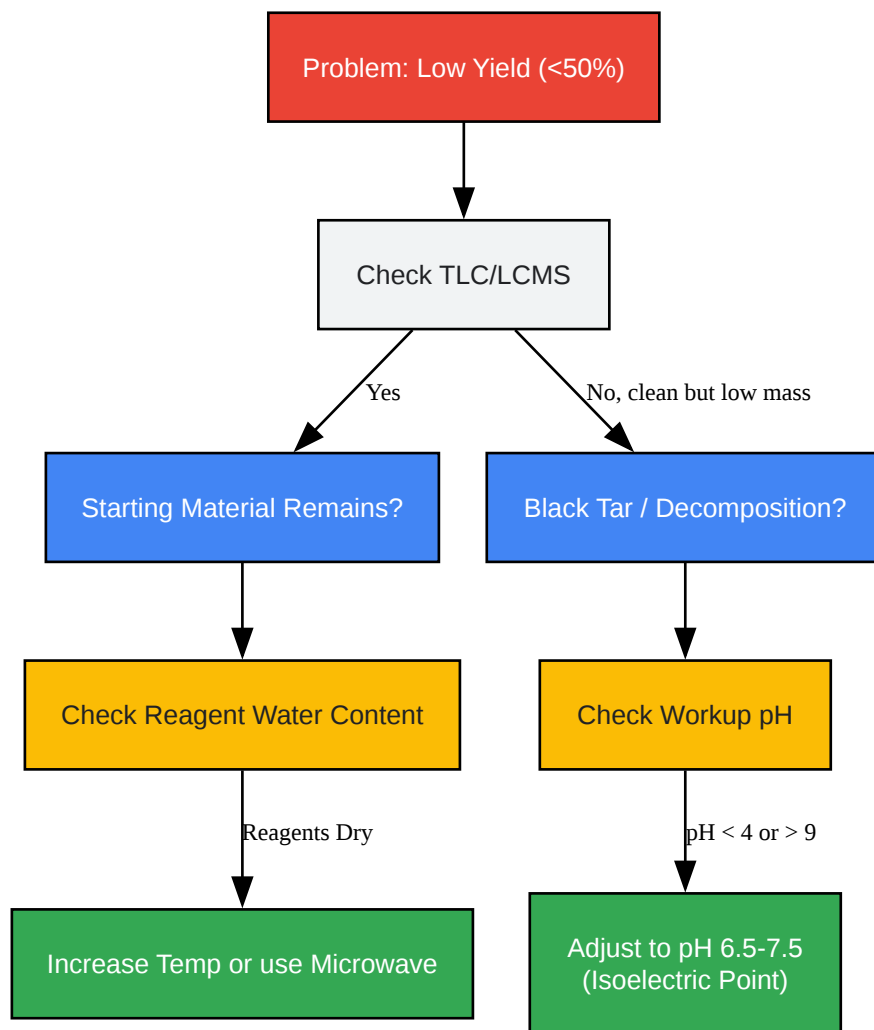 Problem: Low Yield (<50%)
Check TLC/LCMS
Yes
No, clean but low mass
Starting Material Remains?
Black Tar / Decomposition?
Check Reagent Water Content
Check Workup pH
Reagents Dry
pH < 4 or > 9
Increase Temp or use Microwave
Adjust to pH 6.5-7.5
(Isoelectric Point)